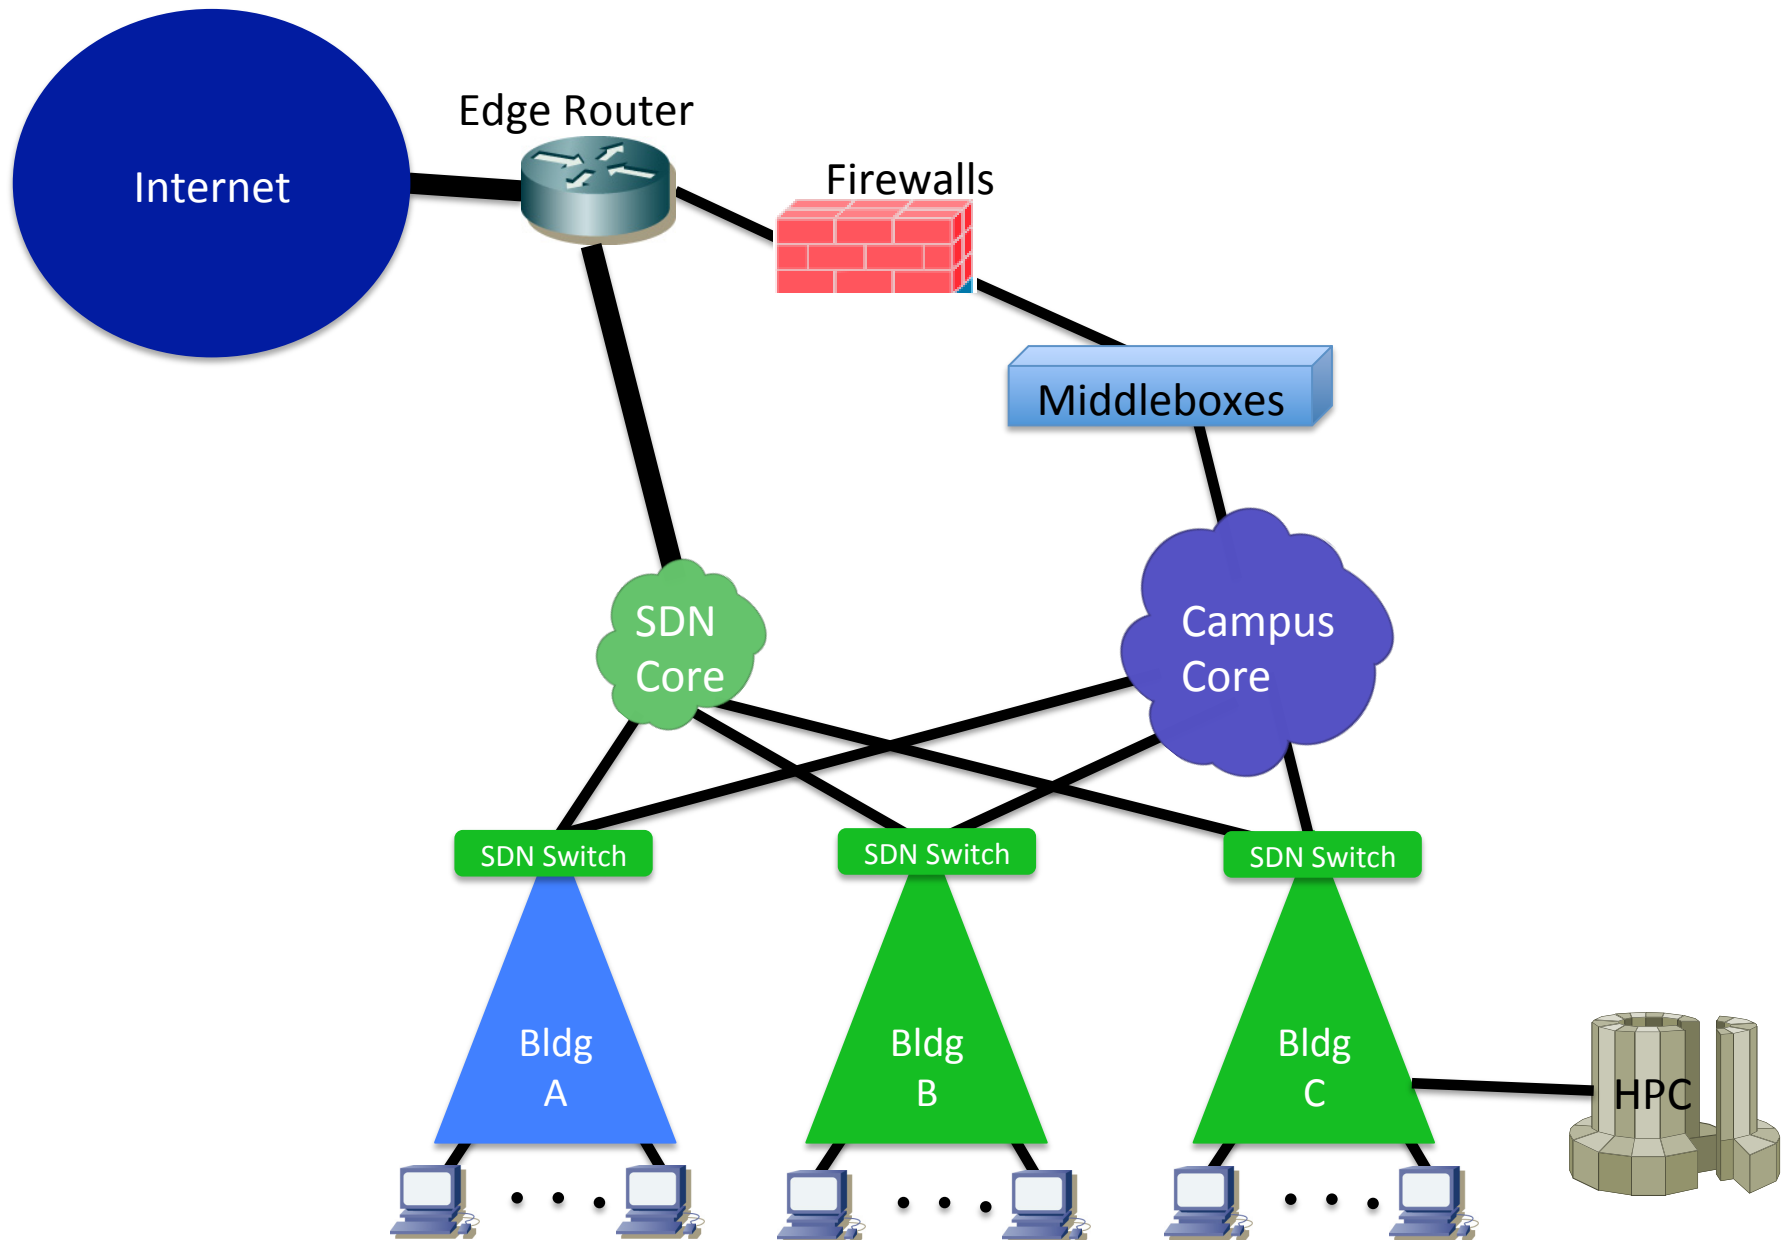 Edge Router
Internet
Firewalls
Middleboxes
SDN
Core
Campus
Core
SDN Switch
SDN Switch
SDN Switch
Bldg
A
Bldg
B
Bldg
C
HPC